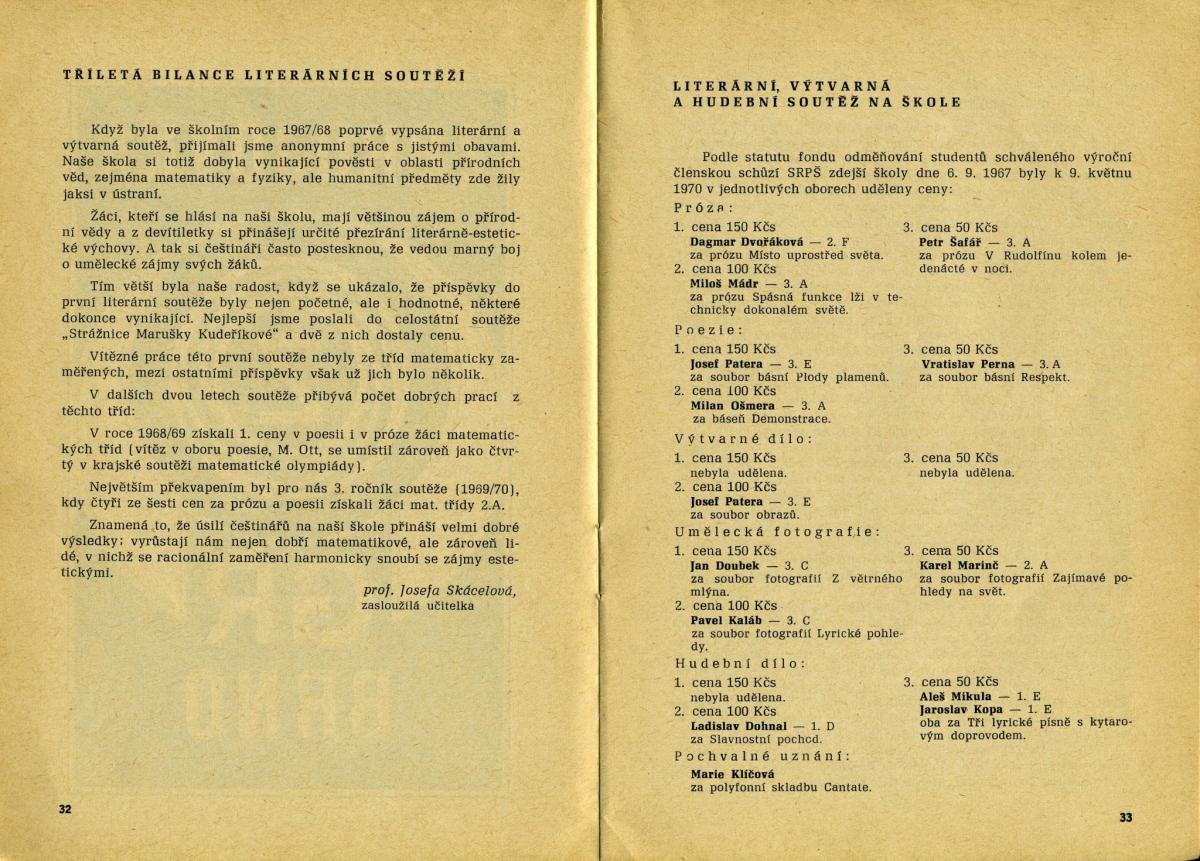 TŘÍLETÁ BILANCE LITERÁRNÍCH SOUTĚŽÍ
Když byla ve školním roce 1967/68 poprvé vypsána literární a
výtvarná soutěž, přijímali jsme anonymní práce s jistými obavami.
Naše škola si totiž dobyla vynikající pověsti v oblasti přírodních
věd, zejména matematiky a fyziky, ale humanitní předměty zde žily
jaksi v ústraní.
Žáci, kteří se hlásí na naši školu, mají většinou zájem o přírod-
ní vědy a z devítiletky si přinášejí určité přezírání literárně-estetic-
ké výchovy. A tak si češtináři často postesknou, že vedou marný boj
o umělecké zájmy svých žáků.
Tím větší byla naše radost, když se ukázalo, že příspěvky do
první literární soutěže byly nejen početné, ale i hodnotné, některé
dokonce vynikající. Nejlepší jsme poslali do celostátní soutěže
„Strážnice Marušky Kudeříkové“ a dvě z nich dostaly cenu.
Vítězné práce této první soutěže nebyly ze tříd matematicky za-
měřených, mezi ostatními příspěvky však už jich bylo několik.
V dalších dvou letech soutěže přibývá počet dobrých prací z
těchto tříd:
V roce 1968/69 získali 1. ceny v poesii i v próze žáci matematic-
kých tříd (vítěz v oboru poesie, M. Ott, se umístil zároveň jako čtvr-
tý v krajské soutěži matematické olympiády).
Největším překvapením byl pro nás 3. ročník soutěže (1969/70),
kdy čtyři ze šesti cen za prózu a poesii získali žáci mat. třídy 2.A.
Znamená to, že úsilí češtinářů na naší škole přináší velmi dobré
výsledky: vyrůstají nám nejen dobří matematikové, ale zároveň li-
dé, v nichž se racionální zaměření harmonicky snoubí se zájmy este-
tickými.
prof. Josefa Skácelová,
zasloužilá učitelka
32
LITERÁRNÍ, VÝTVARNÁ
A HUDEBNÍ SOUTĚŽ NA ŠKOLE
Podle statutu fondu odměňování studentů schváleného výroční
členskou schůzí SRPŠ zdejší školy dne 6. 9. 1967 byly k 9. květnu
1970 v jednotlivých oborech uděleny ceny:
Próza:
1. cena 150 Kčs
Dagmar Dvořáková — 2. F
za prózu Místo uprostřed světa.
2. cena 100 Kčs
Miloš Mádr — 3. A
za prózu Spásná funkce lži v te-
chnicky dokonalém světě.
3. cena 50 Kčs
Petr Šafář — 3. A
za prózu V Rudolfínu kolem je-
denácté v noci.
Poezie:
1. cena 150 Kčs
Josef Patera — 3. E
za soubor básní Plody plamenů.
2. cena 100 Kčs
Milan Ošmera — 3. A
za báseň Demonstrace.
3. cena 50 Kčs
Vratislav Perna — 3. A
za soubor básní Respekt.
Výtvarné dílo:
1. cena 150 Kčs
nebyla udělena.
2. cena 100 Kčs
Josef Patera — 3. E
za soubor obrazů.
3. cena 50 Kčs
nebyla udělena.
Umělecká fotografie:
1. cena 150 Kčs
Jan Doubek — 3. C
za soubor fotografií Z větrného
mlýna.
2. cena 100 Kčs
Pavel Kaláb — 3. C
za soubor fotografií Lyrické pohle-
dy.
3. cena 50 Kčs
Karel Marinč — 2. A
za soubor fotografií Zajímavé po-
hledy na svět.
Hudební dílo:
1. cena 150 Kčs
nebyla udělena.
2. cena 100 Kčs
Ladislav Dohnal — 1. D
za Slavnostní pochod.
3. cena 50 Kčs
Aleš Mikula — 1. E
Jaroslav Kopa — 1. E
oba za Tři lyrické písně s kytaro-
vým doprovodem.
Pochvalné uznání:
Marie Klíčová
za polyfonní skladbu Cantate.
33